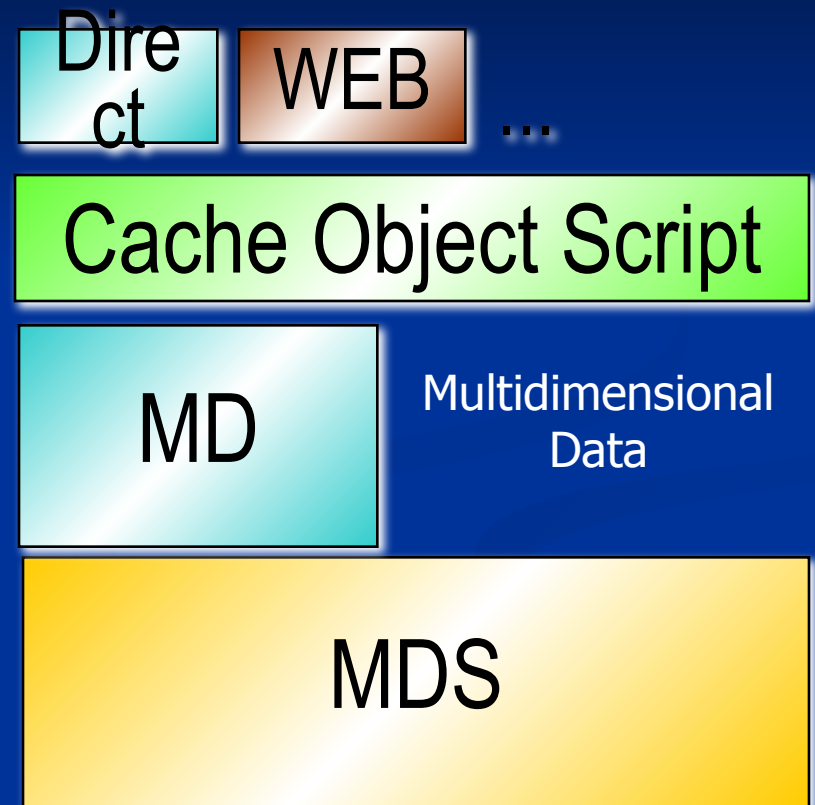 Dire
ct
WEB
...
Cache Object Script
MD
Multidimensional
Data
MDS